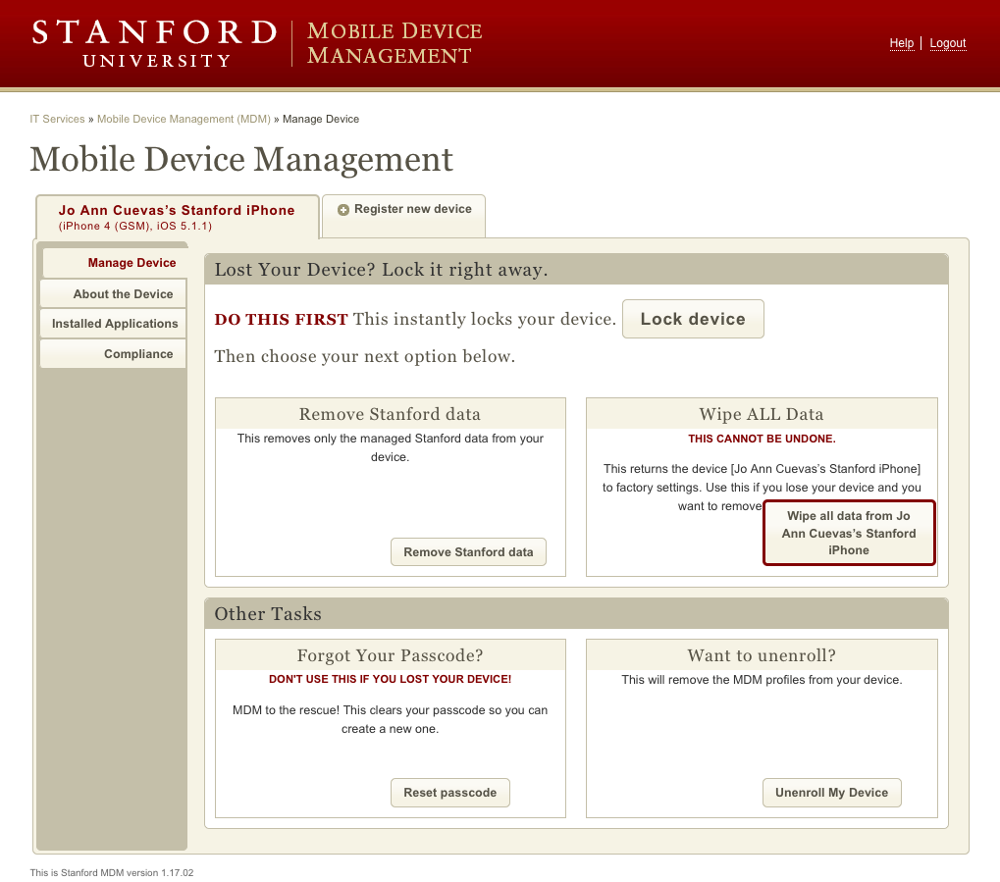 STANFORD
UNIVERSITY
MOBILE DEVICE
MANAGEMENT
Help | Logout
IT Services » Mobile Device Management (MDM) » Manage Device
Mobile Device Management
Jo Ann Cuevas's Stanford iPhone
(iPhone 4 (GSM), iOS 5.1.1)
Register new device
Manage Device
About the Device
Installed Applications
Compliance
Lost Your Device? Lock it right away.
DO THIS FIRST This instantly locks your device. Lock device
Then choose your next option below.
Remove Stanford data
This removes only the managed Stanford data from your
device.
Remove Stanford data
Wipe ALL Data
THIS CANNOT BE UNDONE.
This returns the device [Jo Ann Cuevas's Stanford iPhone]
to factory settings. Use this if you lose your device and you
want to remove
Wipe all data from Jo
Ann Cuevas's Stanford
iPhone
Other Tasks
Forgot Your Passcode?
DON'T USE THIS IF YOU LOST YOUR DEVICE!
MDM to the rescue! This clears your passcode so you can
create a new one.
Reset passcode
Want to unenroll?
This will remove the MDM profiles from your device.
Unenroll My Device
This is Stanford MDM version 1.17.02